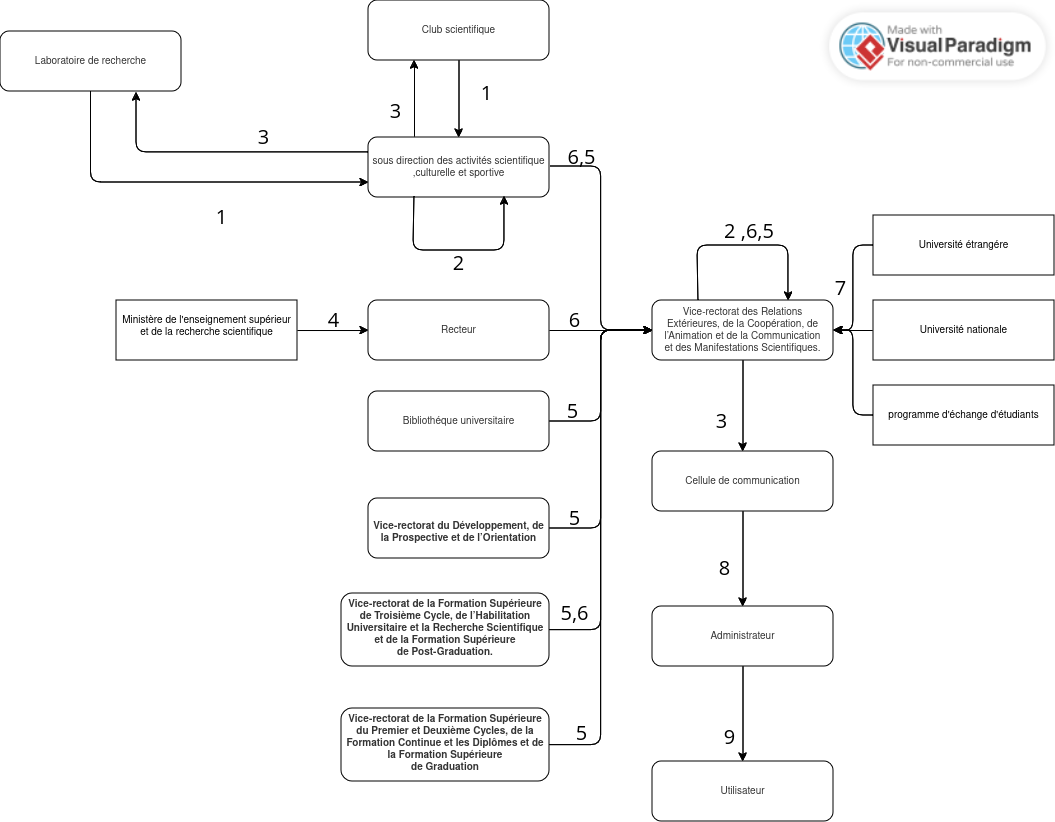 Club scientifique
Made with
Visual Paradigm
For non-commercial use
Laboratoire de recherche
1
3
3
sous direction des activités scientifique
,culturelle et sportive
6,5
1
2
2 ,6,5
Université étrangére
7
Ministère de l'enseignement supérieur
et de la recherche scientifique
4
Recteur
6
Vice-rectorat des Relations
Extérieures, de la Coopération, de
l'Animation et de la Communication
et des Manifestations Scientifiques.
Université nationale
Bibliothéque universitaire
5
3
programme d'échange d'étudiants
Cellule de communication
Vice-rectorat du Développement, de
la Prospective et de l'Orientation
5
8
Vice-rectorat de la Formation Supérieure
de Troisième Cycle, de l'Habilitation
Universitaire et la Recherche Scientifique
et de la Formation Supérieure
de Post-Graduation.
5,6
Administrateur
Vice-rectorat de la Formation Supérieure
du Premier et Deuxième Cycles, de la
Formation Continue et les Diplômes et de
la Formation Supérieure
de Graduation
5
9
Utilisateur